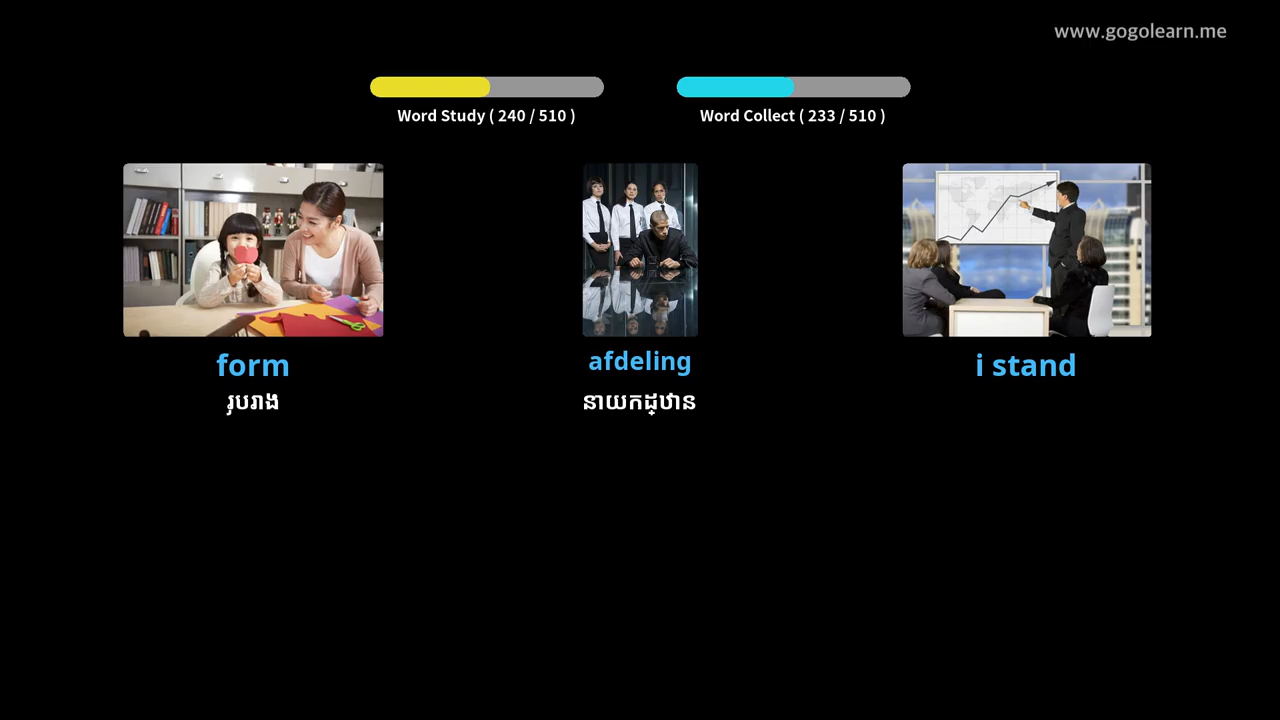 www.gogolearn.me
Word Study ( 240 / 510 )
Word Collect ( 233 / 510 )
form
រូបរាង
afdeling
នាយកដ្ឋាន
i stand